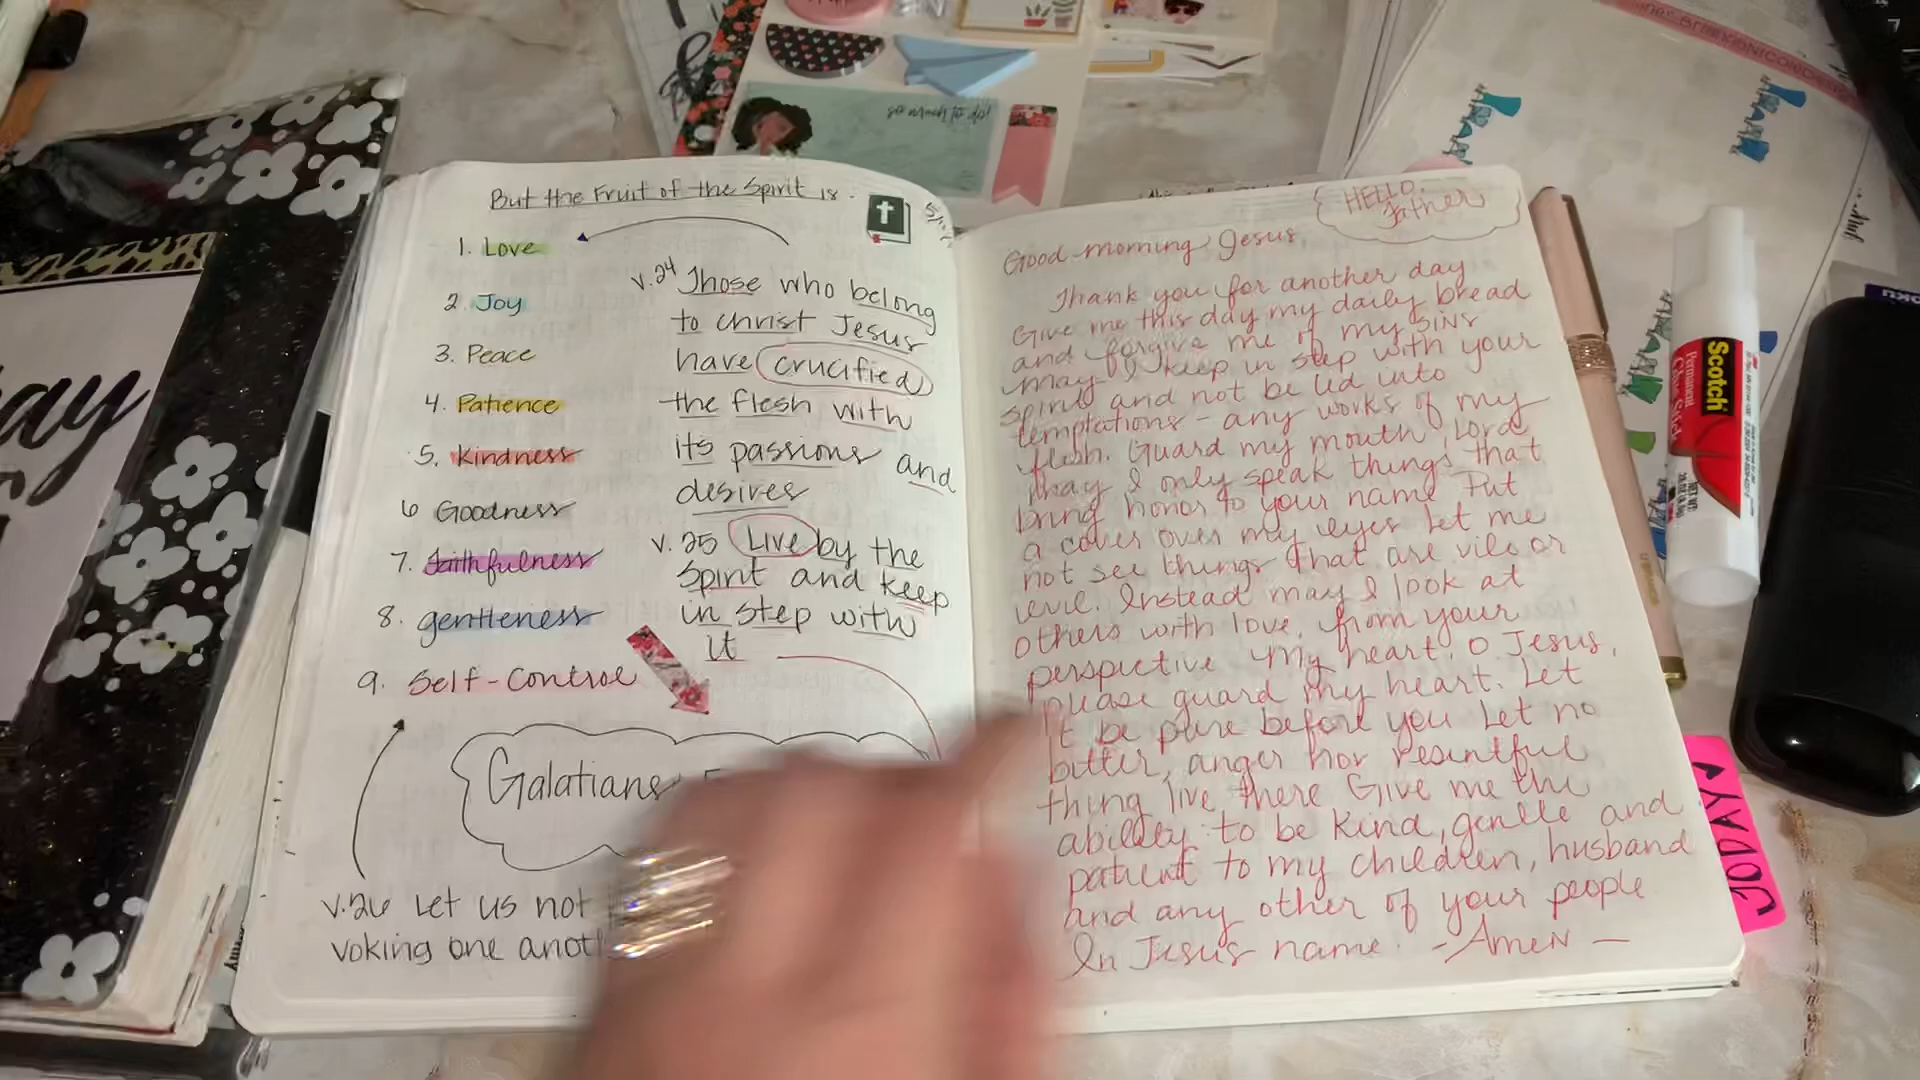 But the Fruit of the Spirit is
1. Love
2. Joy
3. Peace
4. Patience
5. Kindness
6 Goodness
7. Faithfulness
8. gentleness
9. Self-Control
v.24 Those who belong
to christ Jesus
have crucified
the flesh with
its passions and
desires
v.25 Live by the
Spirit and keep
in step with
it
Galatians
v.26 Let us not
voking one anot
HELLO,
Father
Good morning Jesus,
Thank you for another day
Give me this day my daily bread
and forgive me of my sins
may I keep in step with your
spirit and not be led into
temptations - any works of my
flesh. Guard my mouth, Lord
may I only speak things that
bring honor to your name Put
a cover over my eyes let me
not see things that are vile or
Instead may I look at
others with love, from your
perspective my heart, O Jesus,
please guard my heart. Let
it be pure before you Let no
bitter, anger nor
thing live there Give me the
ability to be kind, gentle and
patient to my children, husband
and any other of your people
In Jesus name. - Amen -
so much to do!
Scotch
Permanent
Glue Stick
GODAYS
ay